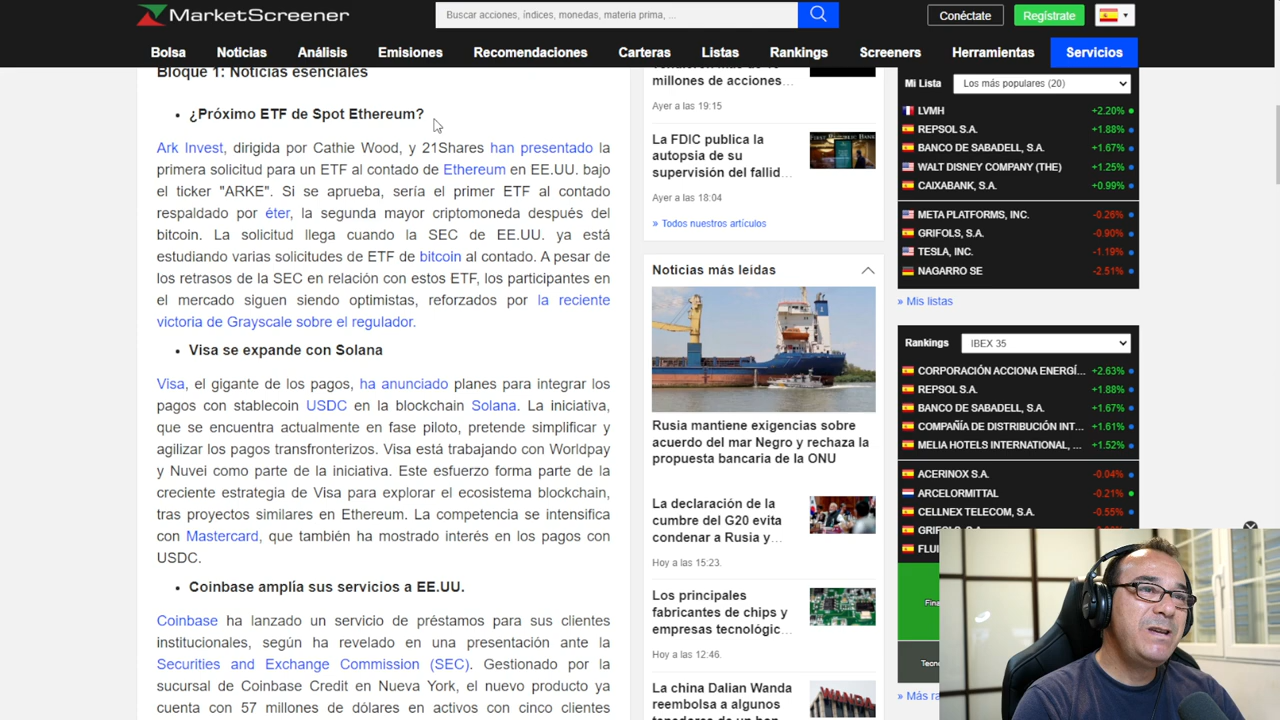 MarketScreener
Buscar acciones, índices, monedas, materia prima, ...
Conéctate
Regístrate
Bolsa
Noticias
Análisis
Emisiones
Recomendaciones
Carteras
Listas
Rankings
Screeners
Herramientas
Servicios
Bloque 1: Noticias esenciales
• ¿Próximo ETF de Spot Ethereum?
Ark Invest, dirigida por Cathie Wood, y 21Shares han presentado la
primera solicitud para un ETF al contado de Ethereum en EE.UU. bajo
el ticker "ARKE". Si se aprueba, seria el primer ETF al contado
respaldado por éter, la segunda mayor criptomoneda después del
bitcoin. La solicitud llega cuando la SEC de EE.UU. ya está
estudiando varias solicitudes de ETF de bitcoin al contado. A pesar de
los retrasos de la SEC en relación con estos ETF, los participantes en
el mercado siguen siendo optimistas, reforzados por la reciente
victoria de Grayscale sobre el regulador.
• Visa se expande con Solana
Visa, el gigante de los pagos, ha anunciado planes para integrar los
pagos con stablecoin USDC en la blockchain Solana. La iniciativa,
que se encuentra actualmente en fase piloto, pretende simplificar y
agilizar los pagos transfronterizos. Visa está trabajando con Worldpay
y Nuvei como parte de la iniciativa. Este esfuerzo forma parte de la
creciente estrategia de Visa para explorar el ecosistema blockchain,
tras proyectos similares en Ethereum. La competencia se intensifica
con Mastercard, que también ha mostrado interés en los pagos con
USDC.
• Coinbase amplía sus servicios a EE.UU.
Coinbase ha lanzado un servicio de préstamos para sus clientes
institucionales, según ha revelado en una presentación ante la
Securities and Exchange Commission (SEC). Gestionado por la
sucursal de Coinbase Credit en Nueva York, el nuevo producto ya
cuenta con 57 millones de dólares en activos con cinco clientes
millones de acciones...
Ayer a las 19:15
La FDIC publica la
autopsia de su
supervisión del fallid...
Ayer a las 18:04
» Todos nuestros artículos
Noticias más leídas
Rusia mantiene exigencias sobre
acuerdo del mar Negro y rechaza la
propuesta bancaria de la ONU
La declaración de la
cumbre del G20 evita
condenar a Rusia y...
Hoy a las 15:23.
Los principales
fabricantes de chips y
empresas tecnológic...
Hoy a las 12:46.
La china Dalian Wanda
reembolsa a algunos
WANDA
Mi Lista
Los más populares (20)
LVMH +2.20%
REPSOL S.A. +1.88%
BANCO DE SABADELL, S.A. +1.67%
WALT DISNEY COMPANY (THE) +1.25%
CAIXABANK, S.A. +0.99%
META PLATFORMS, INC. -0.26%
GRIFOLS, S.A. -0.90%
TESLA, INC. -1.19%
NAGARRO SE -2.51%
» Mis listas
Rankings
IBEX 35
CORPORACIÓN ACCIONA ENERGÍ... +2.63%
REPSOL S.A. +1.88%
BANCO DE SABADELL, S.A. +1.67%
COMPAÑÍA DE DISTRIBUCIÓN INT... +1.61%
MELIA HOTELS INTERNATIONAL, ... +1.52%
ACERINOX S.A. -0.04%
ARCELORMITTAL -0.21%
CELLNEX TELECOM, S.A. -0.55%
GRIFO
FLUI
Fina
Tecno
» Más ra